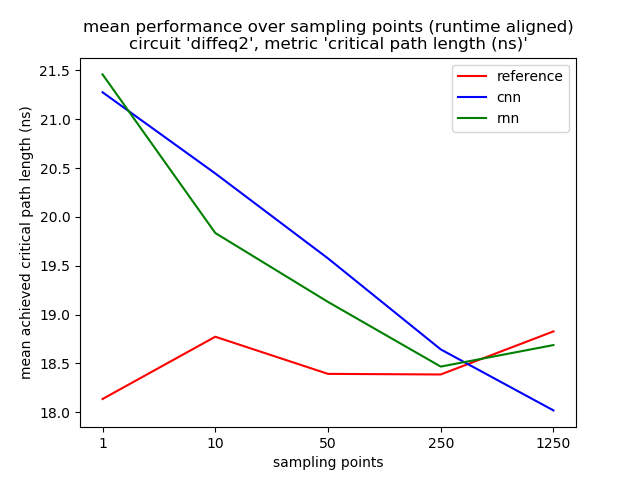 mean performance over sampling points (runtime aligned)
circuit 'diffeq2', metric 'critical path length (ns)'
mean achieved critical path length (ns)
21.5
21.0
20.5
20.0
19.5
19.0
18.5
18.0
reference
cnn
rnn
1
10
50
250
1250
sampling points